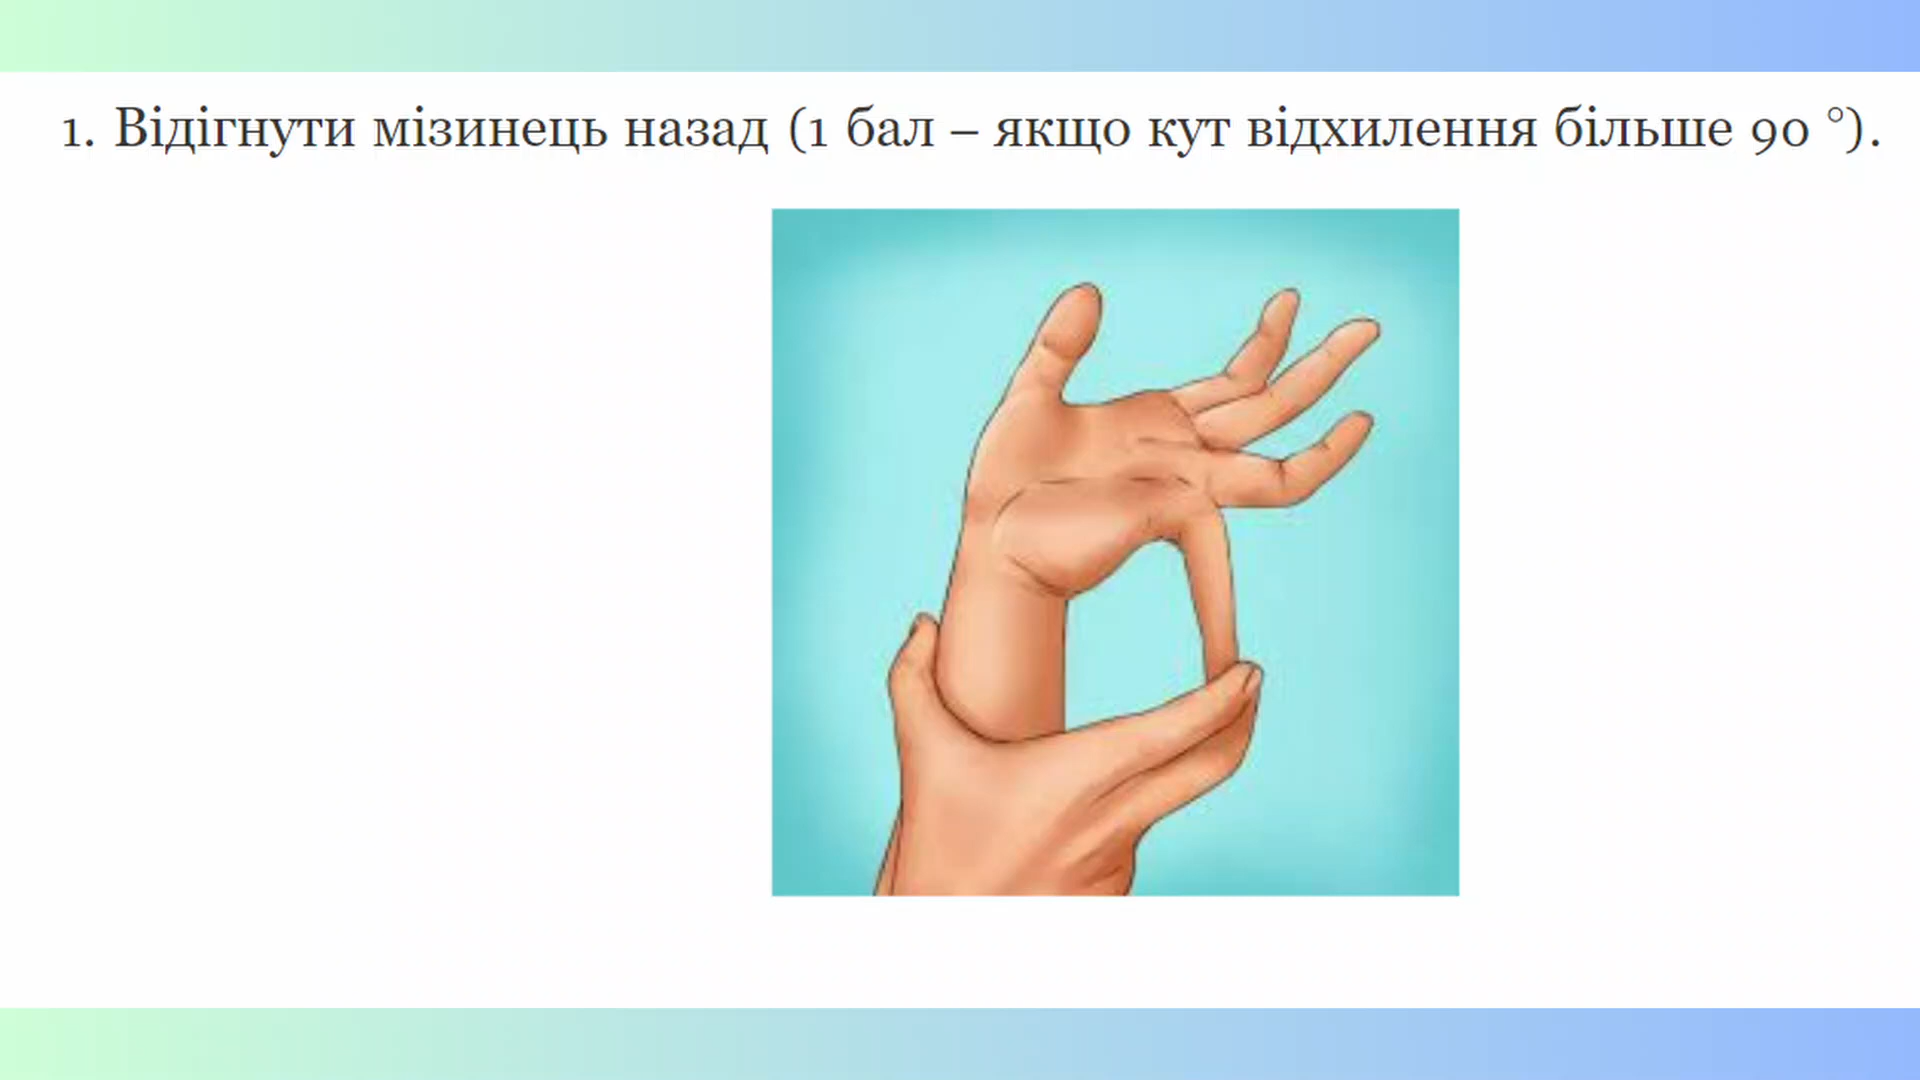 1. Відігнути мізинець назад (1 бал – якщо кут відхилення більше 90 °).